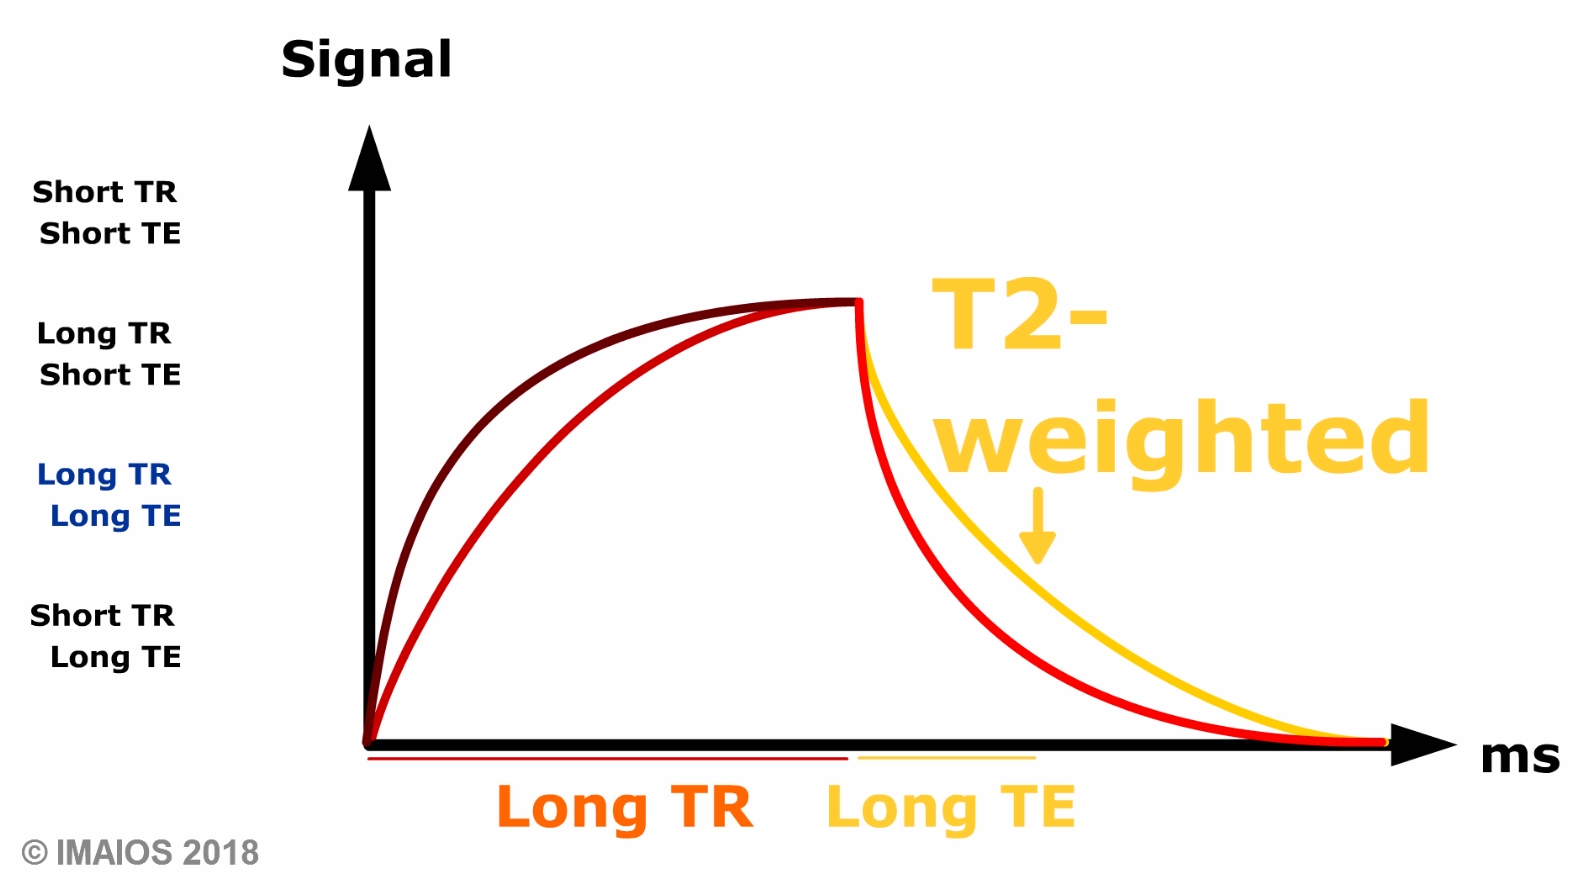 Signal
Short TR
Short TE
Long TR
Short TE
Long TR
Long TE
Short TR
Long TE
T2-
weighted
ms
Long TR
Long TE
© IMAIOS 2018